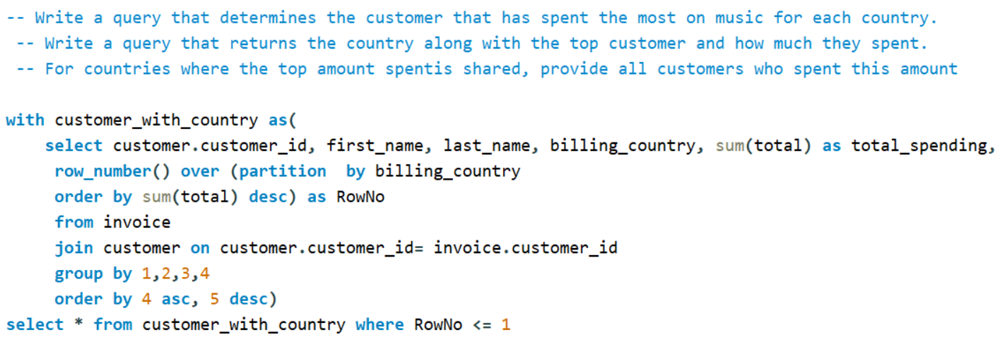 -- Write a query that determines the customer that has spent the most on music for each country.
-- Write a query that returns the country along with the top customer and how much they spent.
-- For countries where the top amount spentis shared, provide all customers who spent this amount
with customer_with_country as(
select customer.customer_id, first_name, last_name, billing_country, sum(total) as total_spending,
row_number() over (partition  by billing_country
order by sum(total) desc) as RowNo
from invoice
join customer on customer.customer_id= invoice.customer_id
group by 1,2,3,4
order by 4 asc, 5 desc)
select * from customer_with_country where RowNo <= 1